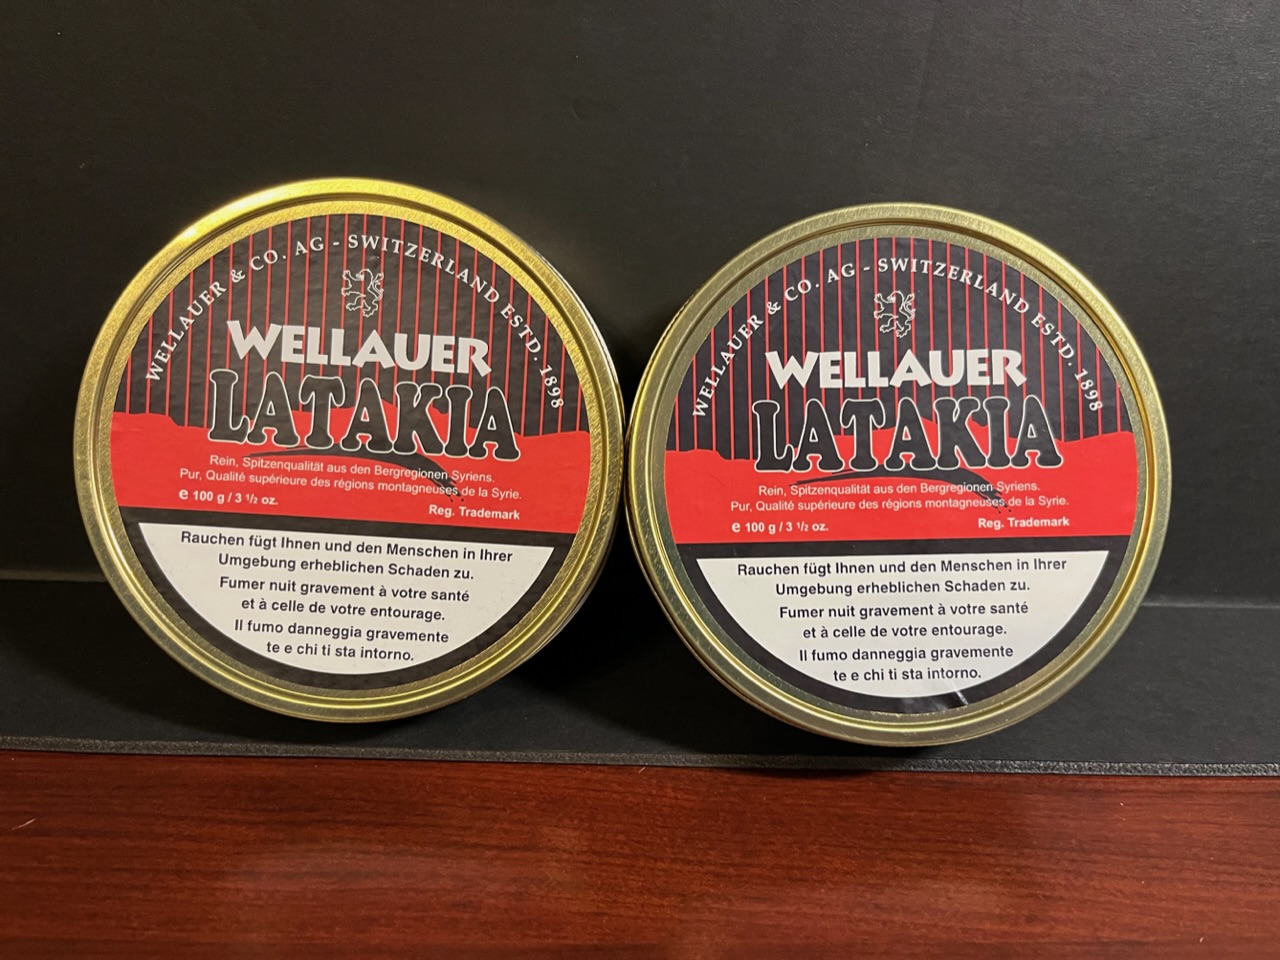 WELLAUER & CO. AG - SWITZERLAND ESTD. 1898
WELLAUER
LATAKIA
Rein, Spitzenqualität aus den Bergregionen Syriens.
Pur, Qualité supérieure des régions montagneuses de la Syrie.
e 100 g / 3 1/2 oz.
Reg. Trademark
Rauchen fügt Ihnen und den Menschen in Ihrer
Umgebung erheblichen Schaden zu.
Fumer nuit gravement à votre santé
et à celle de votre entourage.
Il fumo danneggia gravemente
te e chi ti sta intorno.
WELLAUER & CO. AG - SWITZERLAND ESTD. 1898
WELLAUER
LATAKIA
Rein, Spitzenqualität aus den Bergregionen Syriens.
Pur, Qualité supérieure des régions montagneuses de la Syrie.
e 100 g / 3 1/2 oz.
Reg. Trademark
Rauchen fügt Ihnen und den Menschen in Ihrer
Umgebung erheblichen Schaden zu.
Fumer nuit gravement à votre santé
et à celle de votre entourage.
Il fumo danneggia gravemente
te e chi ti sta intorno.